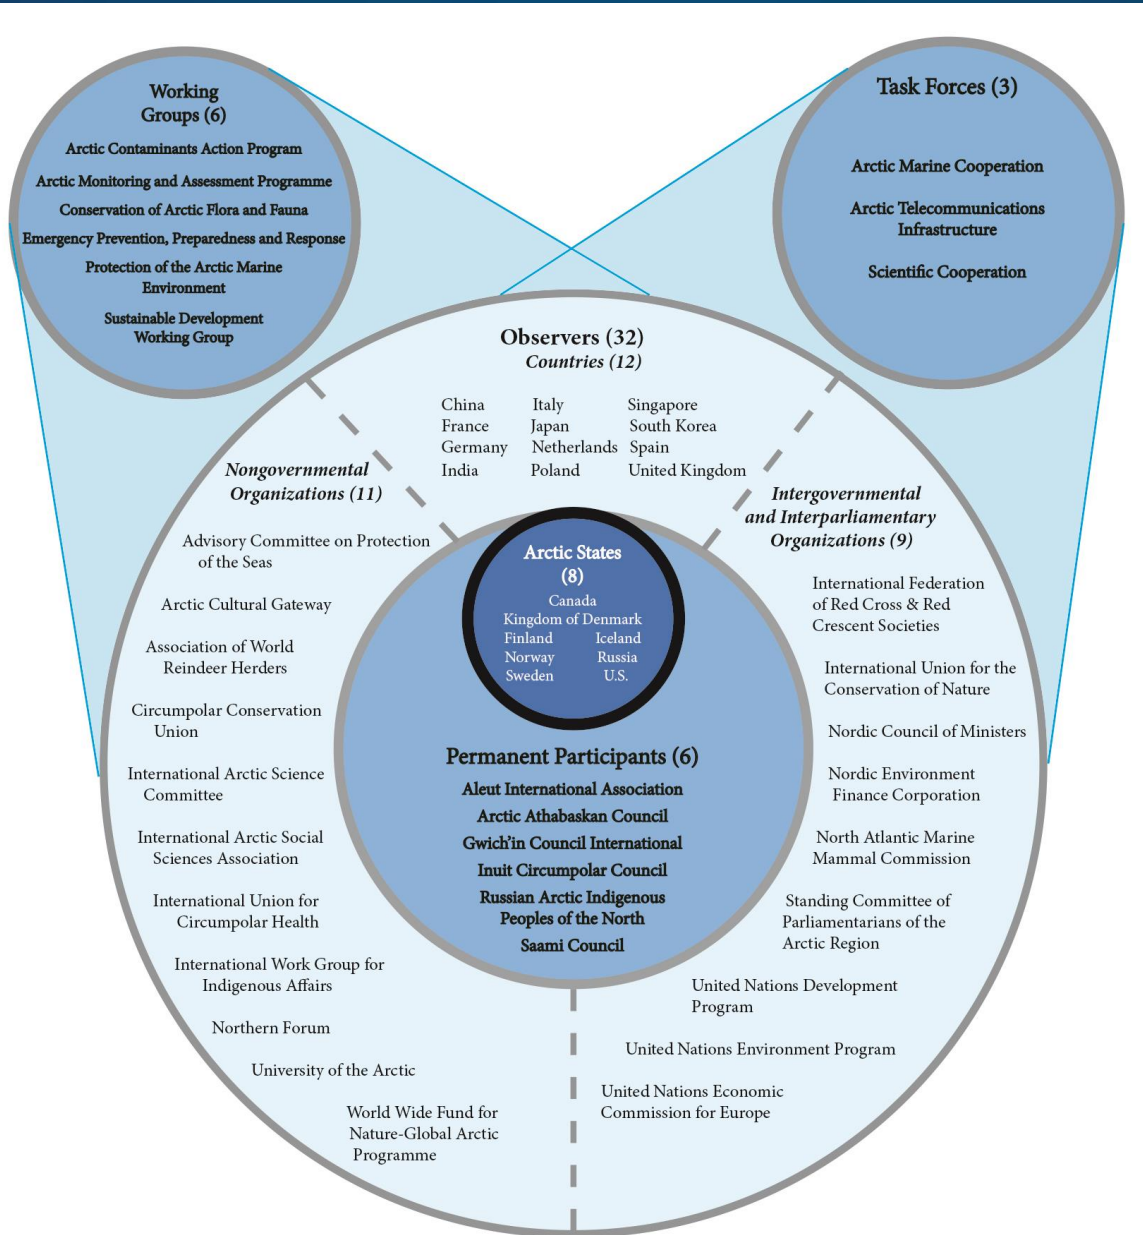 Working
Groups (6)
Arctic Contaminants Action Program
Arctic Monitoring and Assessment Programme
Conservation of Arctic Flora and Fauna
Emergency Prevention, Preparedness and Response
Protection of the Arctic Marine
Environment
Sustainable Development
Working Group
Task Forces (3)
Arctic Marine Cooperation
Arctic Telecommunications
Infrastructure
Scientific Cooperation
Observers (32)
Countries (12)
China Italy Singapore
France Japan South Korea
Germany Netherlands Spain
India Poland United Kingdom
Nongovernmental
Organizations (11)
Advisory Committee on Protection
of the Seas
Arctic Cultural Gateway
Association of World
Reindeer Herders
Circumpolar Conservation
Union
International Arctic Science
Committee
International Arctic Social
Sciences Association
International Union for
Circumpolar Health
International Work Group for
Indigenous Affairs
Northern Forum
University of the Arctic
World Wide Fund for
Nature-Global Arctic
Programme
Intergovernmental
and Interparliamentary
Organizations (9)
International Federation
of Red Cross & Red
Crescent Societies
International Union for the
Conservation of Nature
Nordic Council of Ministers
Nordic Environment
Finance Corporation
North Atlantic Marine
Mammal Commission
Standing Committee of
Parliamentarians of the
Arctic Region
United Nations Development
Program
United Nations Environment Program
United Nations Economic
Commission for Europe
Arctic States
(8)
Canada
Kingdom of Denmark
Finland Iceland
Norway Russia
Sweden U.S.
Permanent Participants (6)
Aleut International Association
Arctic Athabaskan Council
Gwich'in Council International
Inuit Circumpolar Council
Russian Arctic Indigenous
Peoples of the North
Saami Council